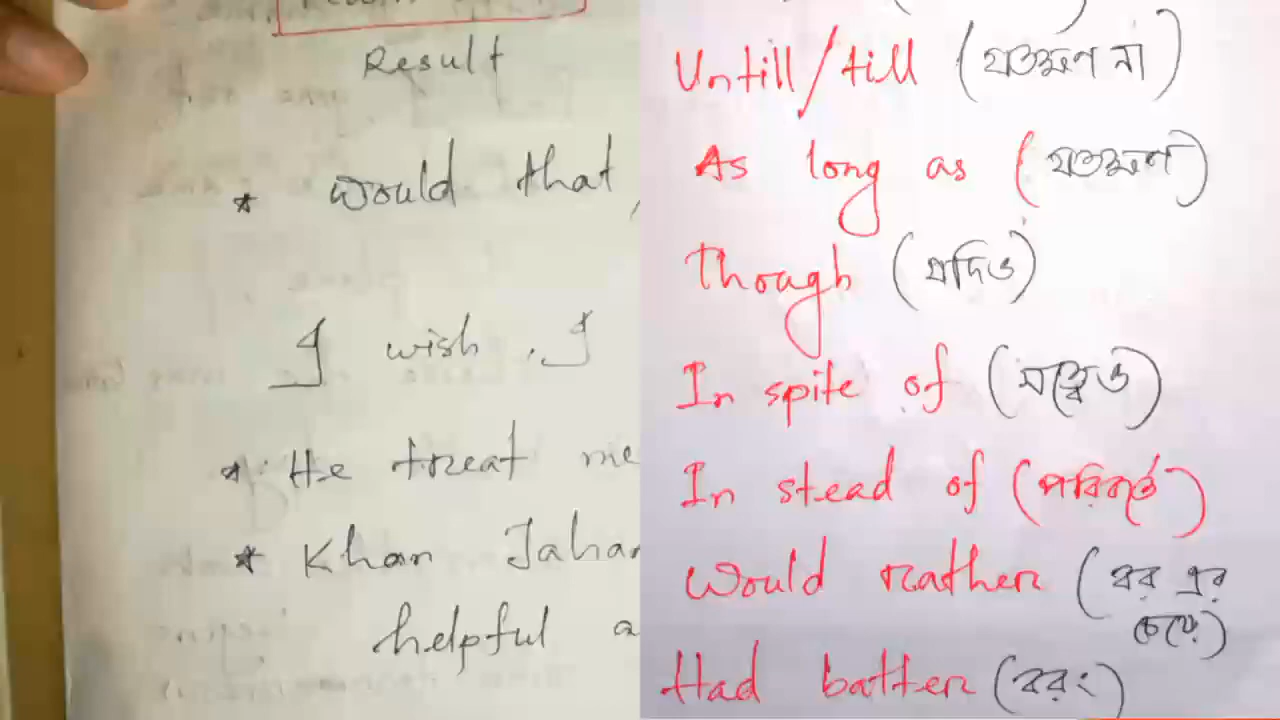 Result
* Would that,
I wish I
* He treat me
* Khan Jahan
helpful a
Untill/till (যতক্ষণ না)
As long as (যতক্ষণ)
Though (যদিও)
In spite of (সত্ত্বেও)
In stead of (পরিবর্তে)
Would rather (বরং এর
চেয়ে)
Had batter (বরং)